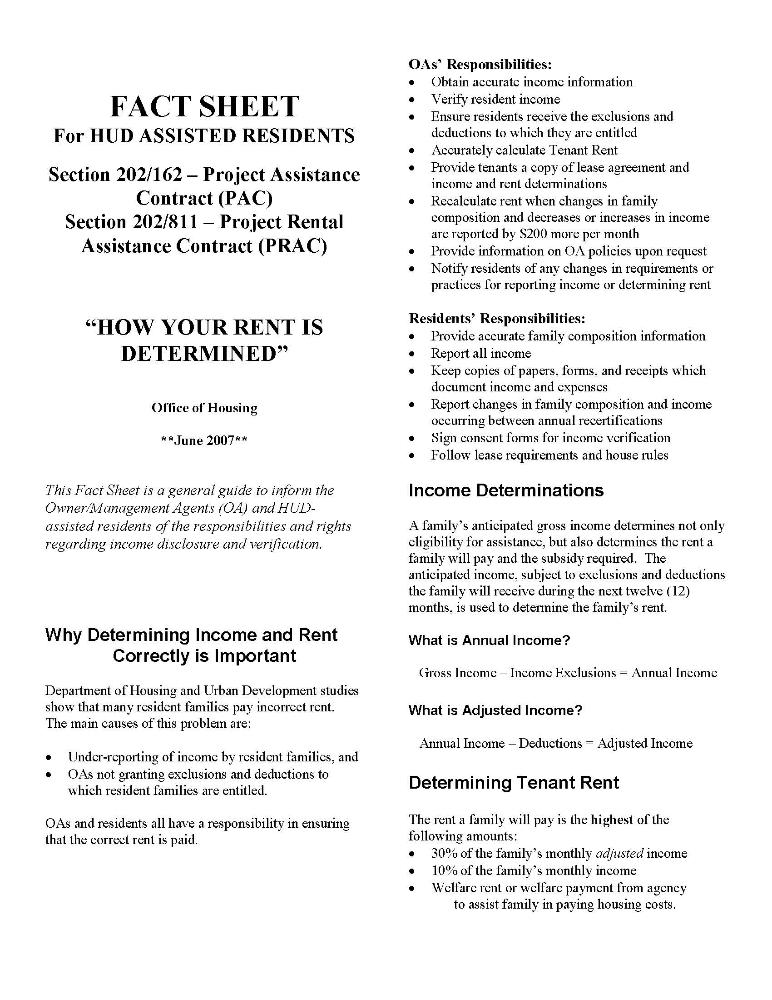 FACT SHEET
For HUD ASSISTED RESIDENTS
Section 202/162 – Project Assistance
Contract (PAC)
Section 202/811 – Project Rental
Assistance Contract (PRAC)
“HOW YOUR RENT IS
DETERMINED”
Office of Housing
**June 2007**
This Fact Sheet is a general guide to inform the
Owner/Management Agents (OA) and HUD-
assisted residents of the responsibilities and rights
regarding income disclosure and verification.
Why Determining Income and Rent
Correctly is Important
Department of Housing and Urban Development studies
show that many resident families pay incorrect rent.
The main causes of this problem are:
• Under-reporting of income by resident families, and
• OAs not granting exclusions and deductions to
which resident families are entitled.
OAs and residents all have a responsibility in ensuring
that the correct rent is paid.
OAs’ Responsibilities:
• Obtain accurate income information
• Verify resident income
• Ensure residents receive the exclusions and
deductions to which they are entitled
• Accurately calculate Tenant Rent
• Provide tenants a copy of lease agreement and
income and rent determinations
• Recalculate rent when changes in family
composition and decreases or increases in income
are reported by $200 more per month
• Provide information on OA policies upon request
• Notify residents of any changes in requirements or
practices for reporting income or determining rent
Residents’ Responsibilities:
• Provide accurate family composition information
• Report all income
• Keep copies of papers, forms, and receipts which
document income and expenses
• Report changes in family composition and income
occurring between annual recertifications
• Sign consent forms for income verification
• Follow lease requirements and house rules
Income Determinations
A family’s anticipated gross income determines not only
eligibility for assistance, but also determines the rent a
family will pay and the subsidy required.  The
anticipated income, subject to exclusions and deductions
the family will receive during the next twelve (12)
months, is used to determine the family’s rent.
What is Annual Income?
Gross Income – Income Exclusions = Annual Income
What is Adjusted Income?
Annual Income – Deductions = Adjusted Income
Determining Tenant Rent
The rent a family will pay is the highest of the
following amounts:
• 30% of the family’s monthly adjusted income
• 10% of the family’s monthly income
• Welfare rent or welfare payment from agency
to assist family in paying housing costs.